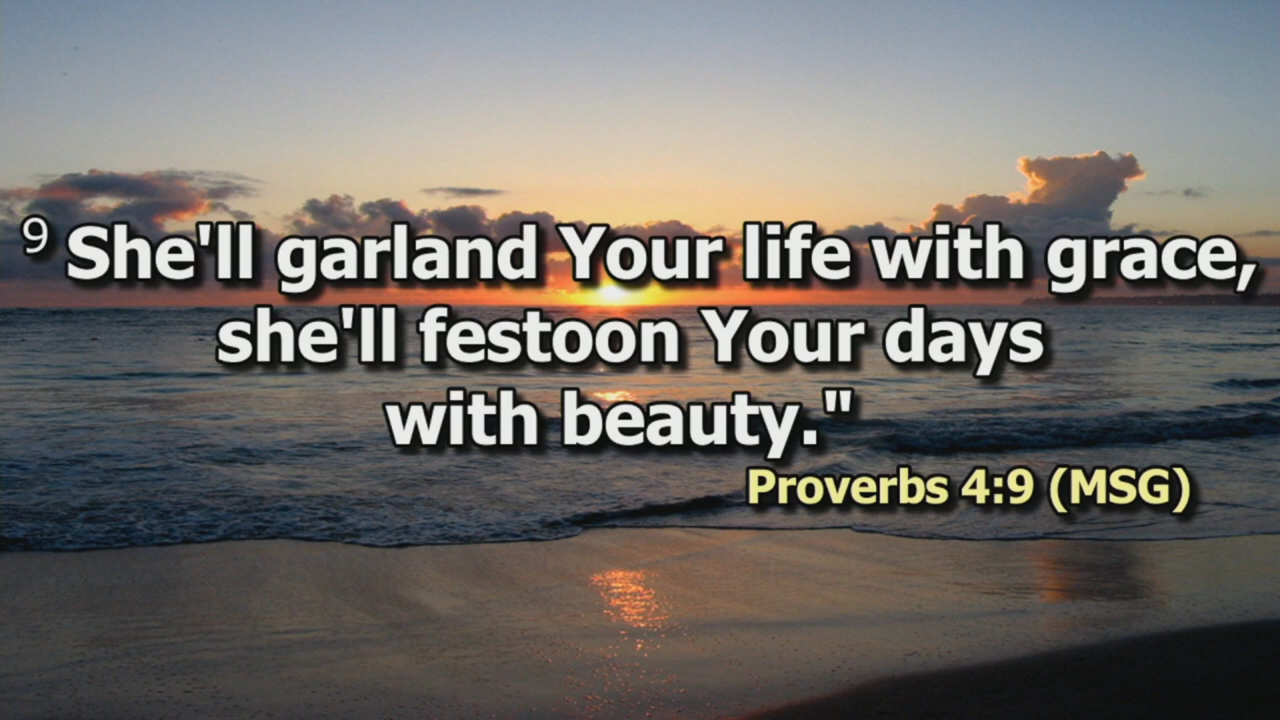 9 She'll garland Your life with grace,
she'll festoon Your days
with beauty."
Proverbs 4:9 (MSG)